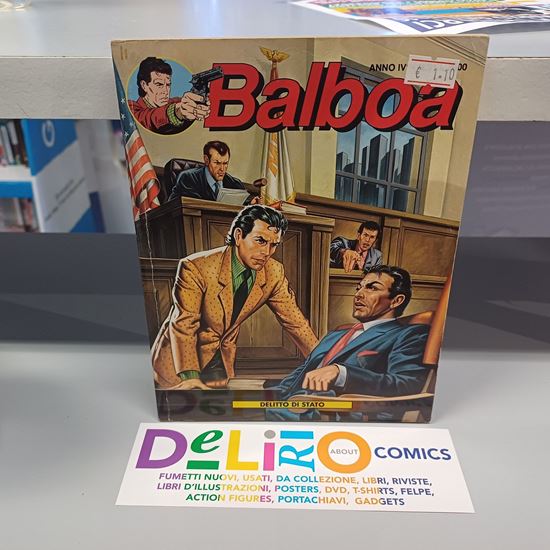 ANNO IV
00
€ 1.10
Balboa
DELITTO DI STATO
DeLiRiO ABOUT COMICS
FUMETTI NUOVI, USATI, DA COLLEZIONE, LIBRI, RIVISTE,
LIBRI D'ILLUSTRAZIONI, POSTERS, DVD, T-SHIRTS, FELPE,
ACTION FIGURES, PORTACHIAVI, GADGETS